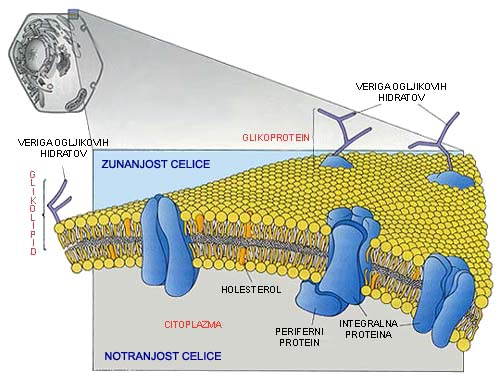 VERIGA OGLJIKOVIH
HIDRATOV
GLIKOPROTEIN
VERIGA OGLJIKOVIH
HIDRATOV
ZUNANJOST CELICE
GLIKOLIPID
HOLESTEROL
CITOPLAZMA
PERIFERNI
PROTEIN
INTEGRALNA
PROTEINA
NOTRANJOST CELICE